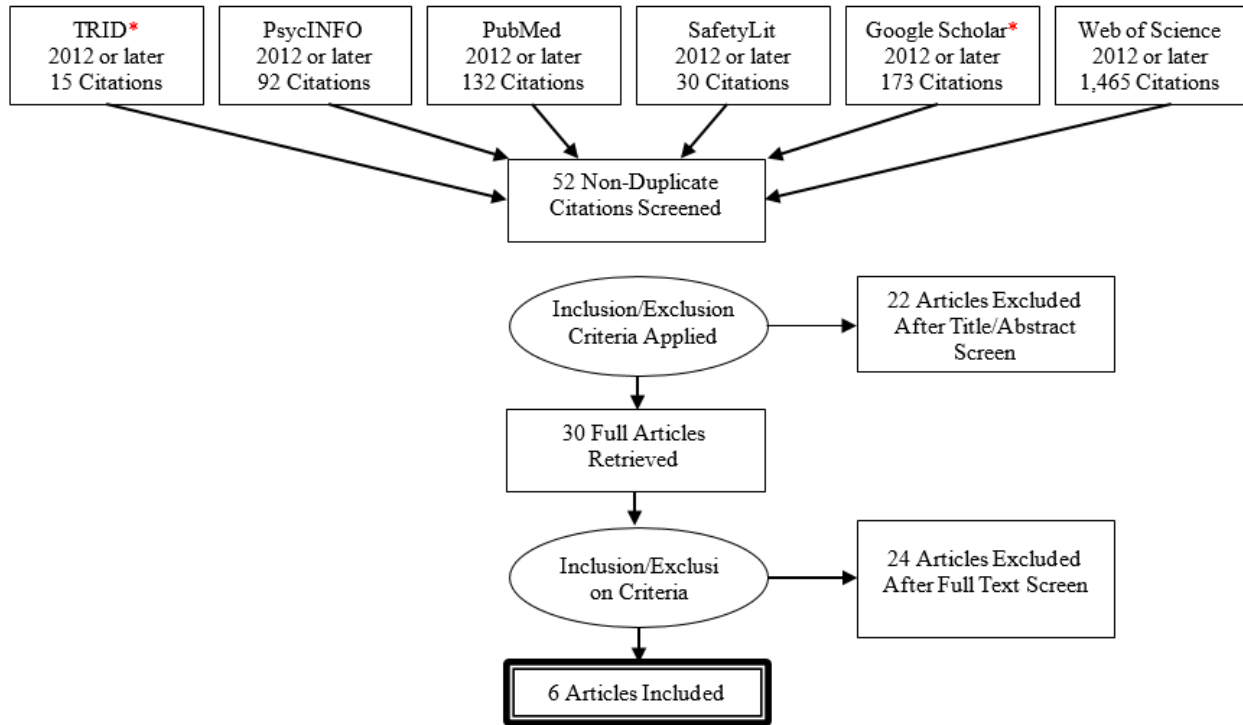 TRID*
2012 or later
15 Citations
PsycINFO
2012 or later
92 Citations
PubMed
2012 or later
132 Citations
SafetyLit
2012 or later
30 Citations
Google Scholar*
2012 or later
173 Citations
Web of Science
2012 or later
1,465 Citations
52 Non-Duplicate
Citations Screened
Inclusion/Exclusion
Criteria Applied
22 Articles Excluded
After Title/Abstract
Screen
30 Full Articles
Retrieved
Inclusion/Exclusi
on Criteria
24 Articles Excluded
After Full Text Screen
6 Articles Included